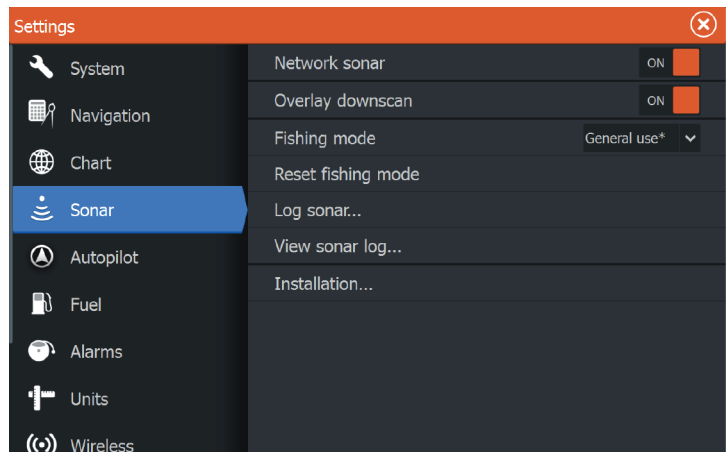 Settings
System
Navigation
Chart
Sonar
Autopilot
Fuel
Alarms
Units
Wireless
Network sonar ON
Overlay downscan ON
Fishing mode General use*
Reset fishing mode
Log sonar...
View sonar log...
Installation...